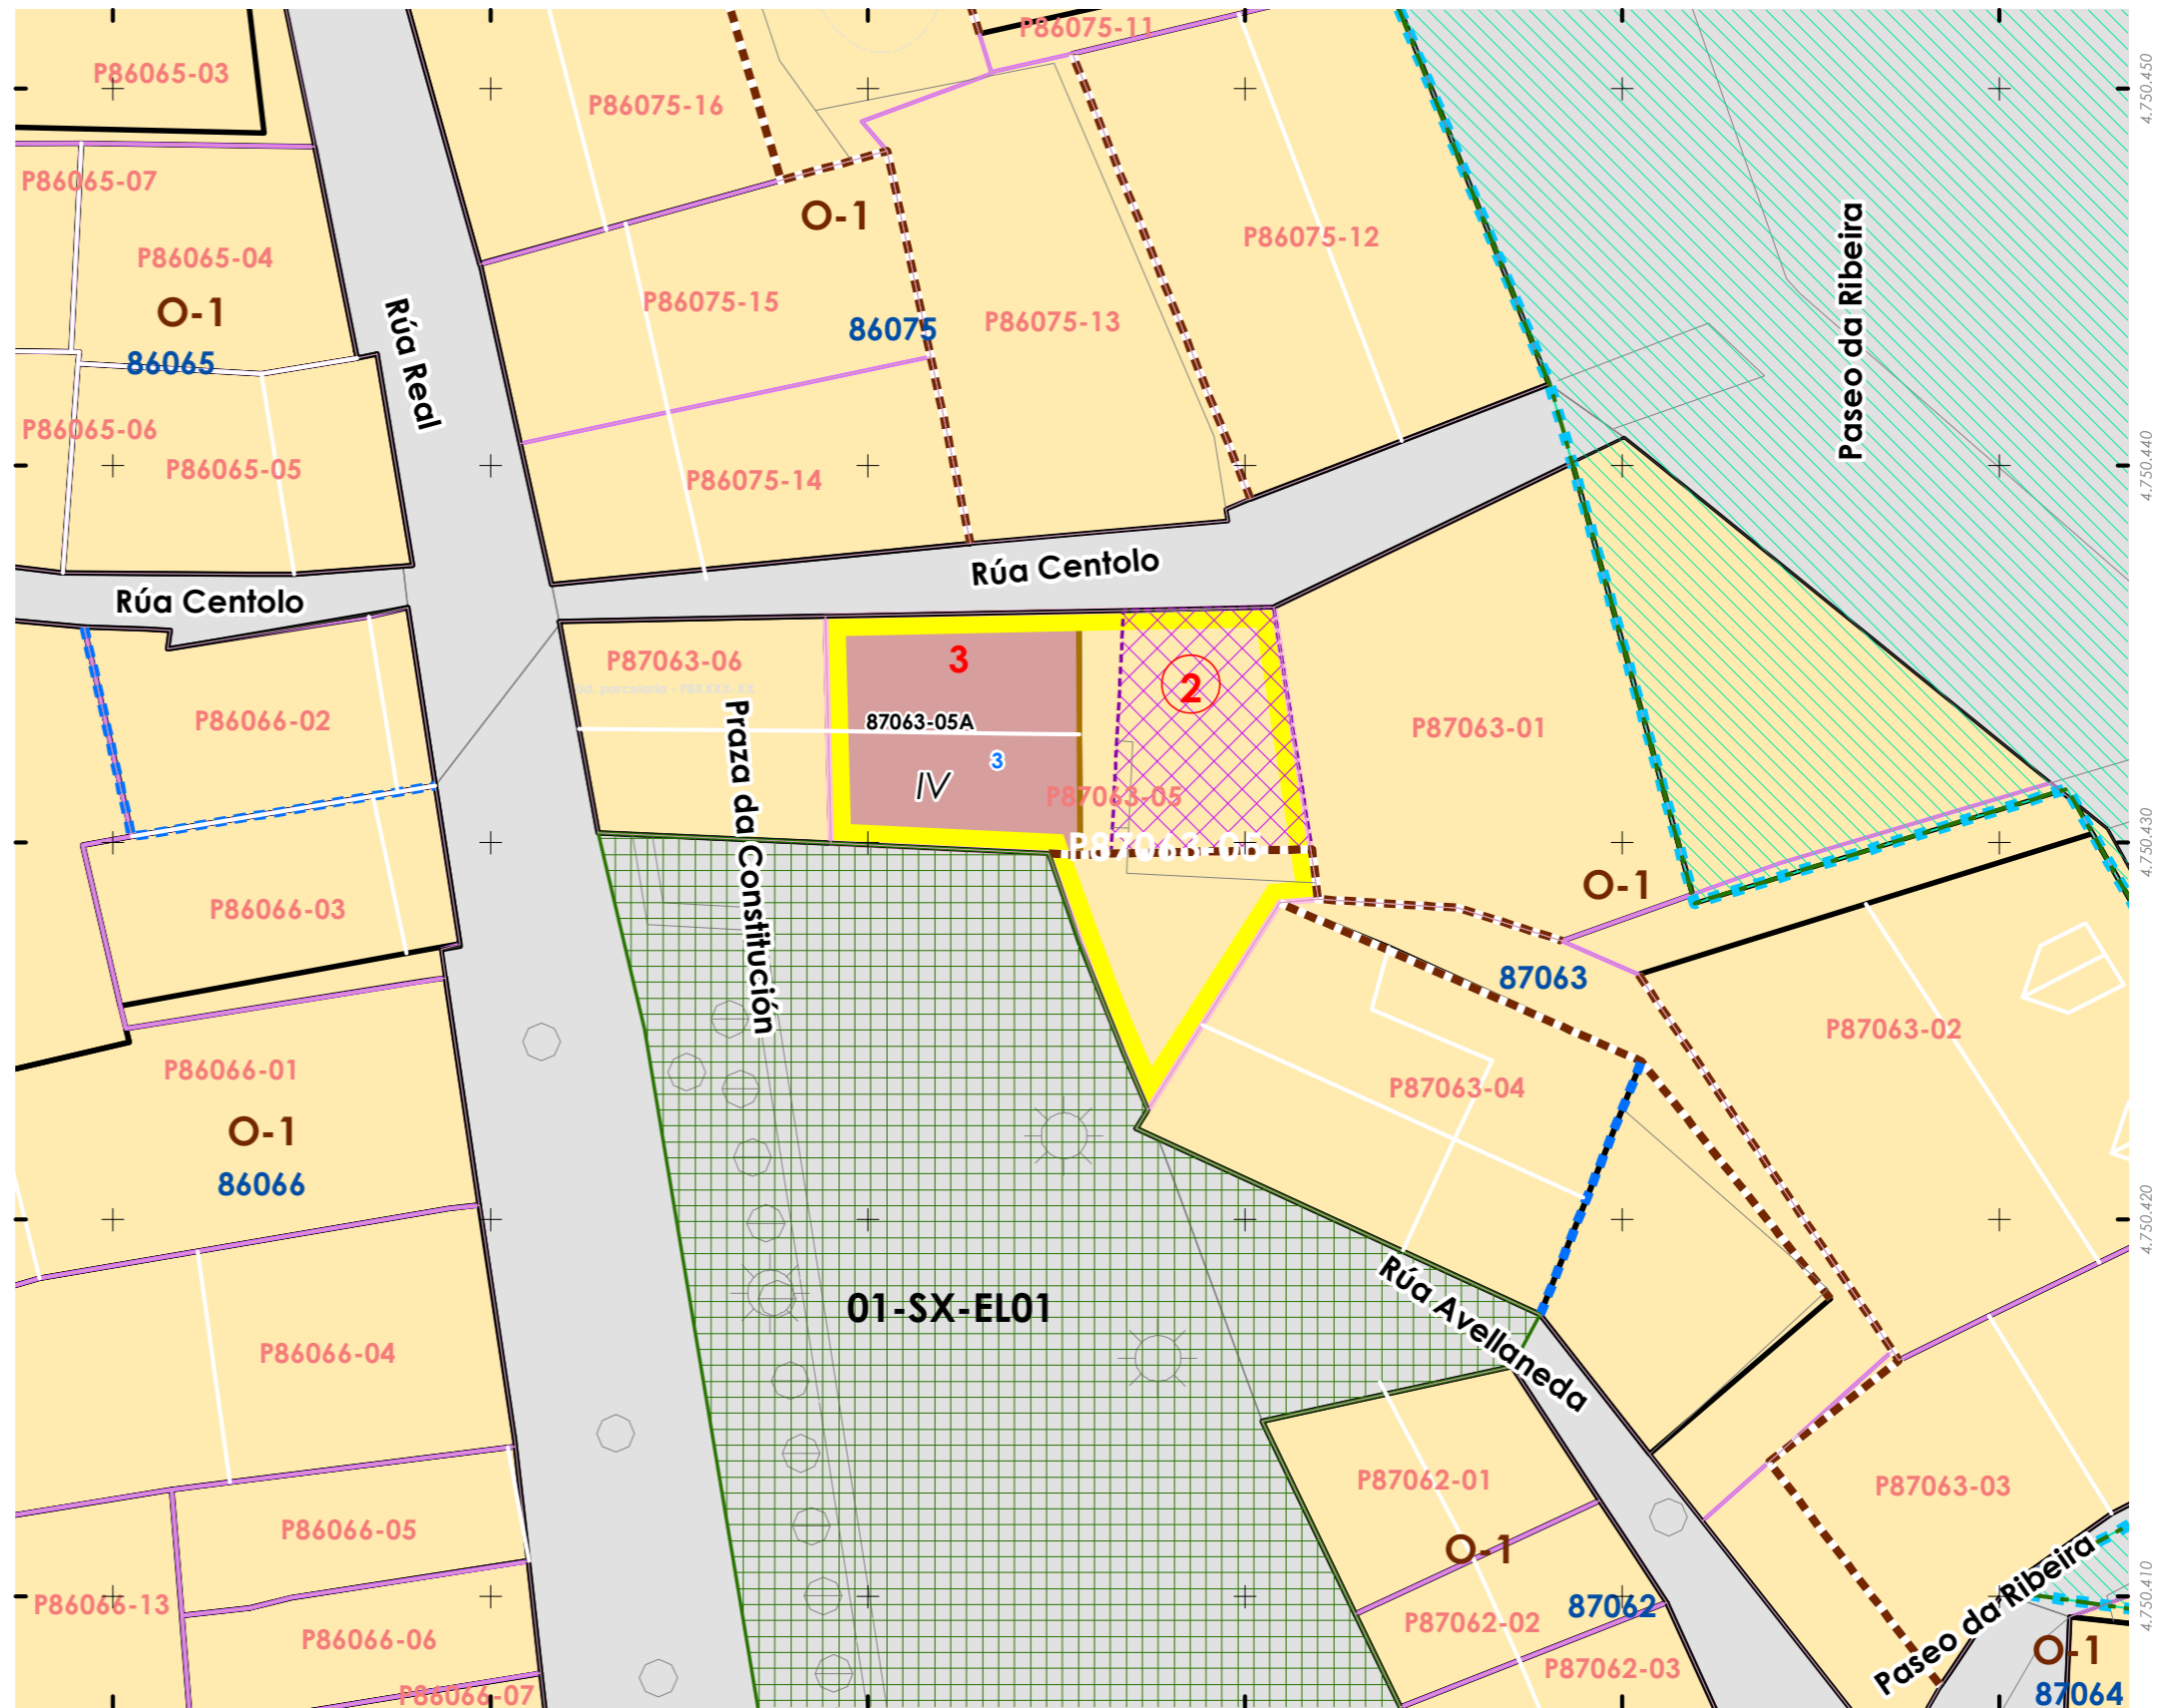 P86075-11
P86065-03
P86075-16
4.750.450
P86065-07
O-1
P86075-12
P86065-04
Paseo da Ribeira
P86075-15
O-1
86075
P86075-13
Rúa Real
86065
P86065-06
P86065-05
P86075-14
4.750.440
Rúa Centolo
Rúa Centolo
P87063-06
3
2
P86066-02
87063-05A
P87063-01
3
IV
P87063-05
P87063-05
4.750.430
Praza da Constitución
O-1
P86066-03
87063
P87063-02
P86066-01
P87063-04
O-1
86066
4.750.420
01-SX-EL01
Rúa Avellaneda
P86066-04
P87062-01
P87063-03
P86066-05
O-1
P86066-13
87062
4.750.410
P87062-02
Paseo da Ribeira
P86066-06
O-1
P87062-03
P86066-07
87064